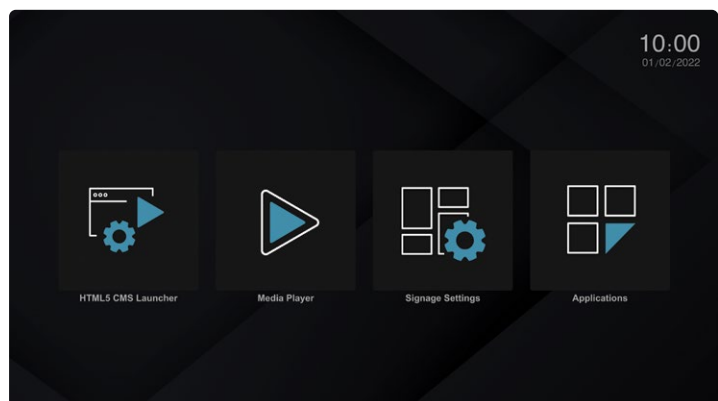 10:00
01/02/2022
HTML5 CMS Launcher
Media Player
Signage Settings
Applications